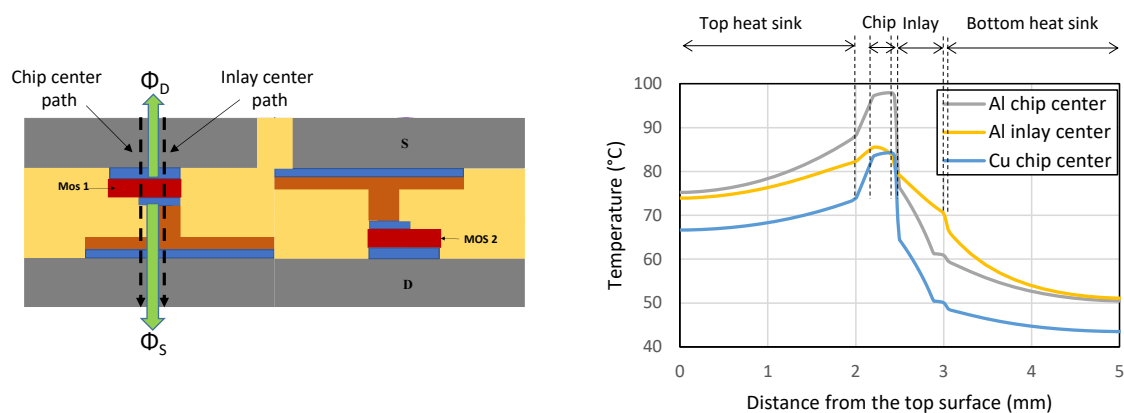 Chip center
path
Φ_D
Inlay center
path
S
Mos 1
MOS 2
D
Φ_S
Top heat sink
Chip
Inlay
Bottom heat sink
100
90
80
70
60
50
40
Temperature (°C)
Al chip center
Al inlay center
Cu chip center
0
1
2
3
4
5
Distance from the top surface (mm)